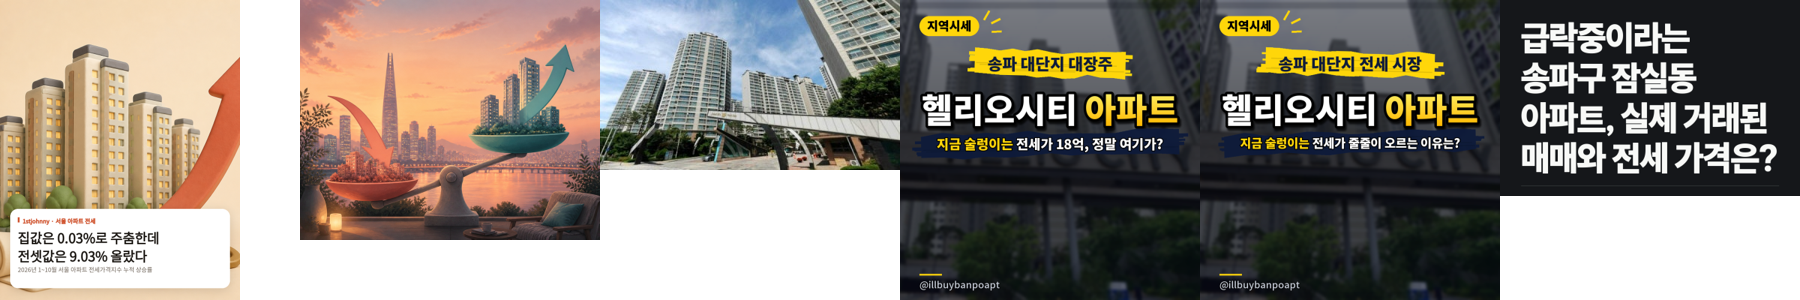 1stjohnny · 서울 아파트 전세
집값은 0.03%로 주춤한데
전셋값은 9.03% 올랐다
2026년 1~10월 서울 아파트 전세가격지수 누적 상승률
지역시세
송파 대단지 대장주
헬리오시티 아파트
지금 술렁이는 전세가 18억, 정말 여기가?
@illbuybanpoapt
지역시세
송파 대단지 전세 시장
헬리오시티 아파트
지금 술렁이는 전세가 줄줄이 오르는 이유는?
@illbuybanpoapt
급락중이라는
송파구 잠실동
아파트, 실제 거래된
매매와 전세 가격은?